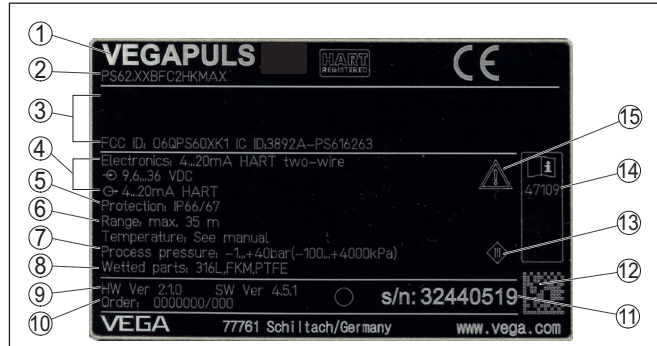 1
VEGAPULS
HART
REGISTERED
CE
2
PS62.XXBFC2HKMAX
3
FCC ID: O6QPS60XK1 IC ID:3892A-PS616263
4
Electronics: 4...20mA HART two-wire
9,6...36 VDC
4...20mA HART
15
i
47109
14
5
Protection: IP66/67
6
Range: max. 35 m
Temperature: See manual
13
7
Process pressure: -1...+40bar(-100...+4000kPa)
8
Wetted parts: 316L,FKM,PTFE
12
9
HW Ver 2.1.0 SW Ver 4.5.1
10
Order: 0000000/000
s/n: 32440519
11
VEGA 77761 Schiltach/Germany www.vega.com